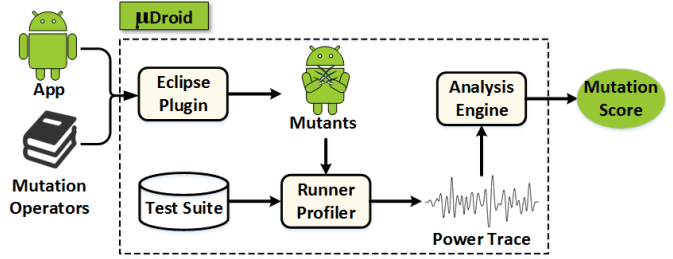 μDroid
App
Mutation
Operators
Eclipse
Plugin
Mutants
Test Suite
Runner
Profiler
Power Trace
Analysis
Engine
Mutation
Score